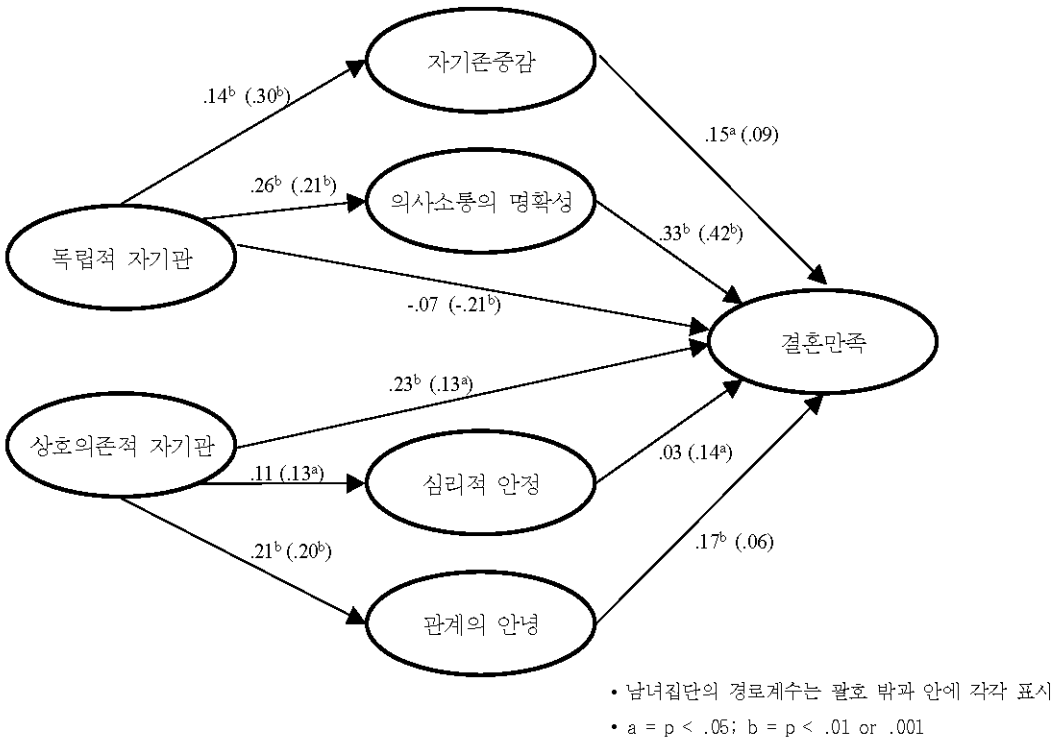 자기존중감
.14ᵇ (.30ᵇ)
.15ᵃ (.09)
.26ᵇ (.21ᵇ)
의사소통의 명확성
.33ᵇ (.42ᵇ)
독립적 자기관
-.07 (-.21ᵇ)
결혼만족
.23ᵇ (.13ᵃ)
상호의존적 자기관
.11 (.13ᵃ)
심리적 안정
.03 (.14ᵃ)
.21ᵇ (.20ᵇ)
.17ᵇ (.06)
관계의 안녕
• 남녀집단의 경로계수는 괄호 밖과 안에 각각 표시
• a = p < .05; b = p < .01 or .001